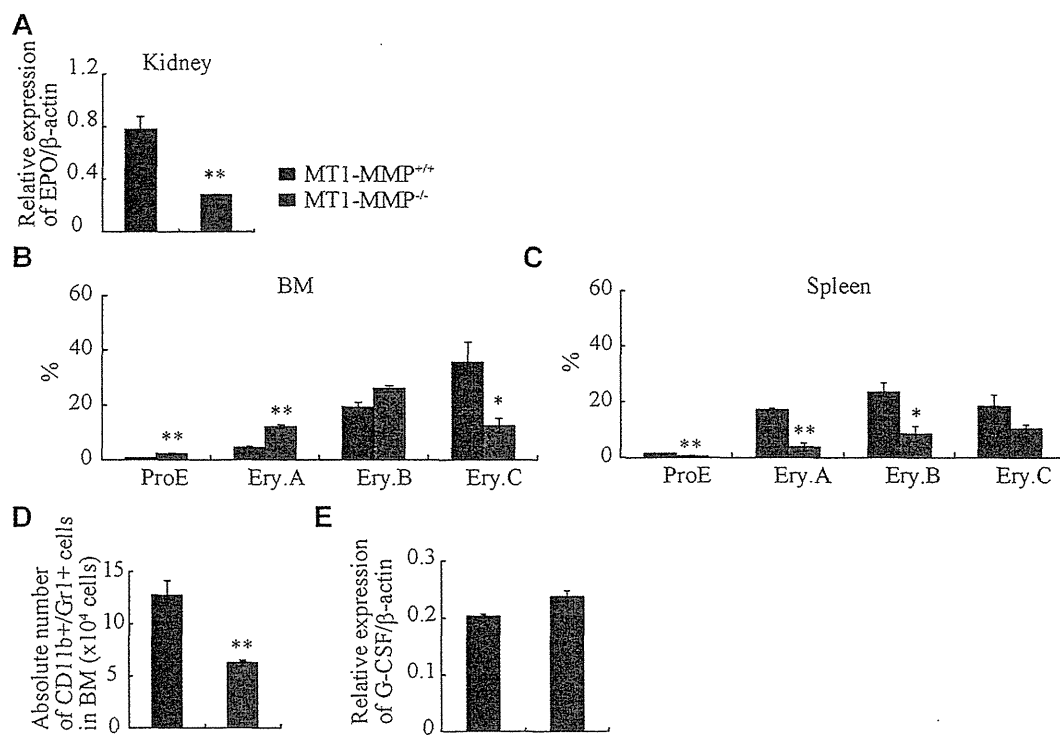 A
Kidney
Relative expression
of EPO/β-actin
1.2
0.8
0.4
0
**
MT1-MMP+/+
MT1-MMP-/-
B
BM
%
60
40
20
0
**
**
*
ProE
Ery.A
Ery.B
Ery.C
C
Spleen
%
60
40
20
0
**
**
*
ProE
Ery.A
Ery.B
Ery.C
D
Absolute number
of CD11b+/Gr1+ cells
in BM (x10⁴ cells)
15
10
5
0
**
E
Relative expression
of G-CSF/β-actin
0.3
0.2
0.1
0